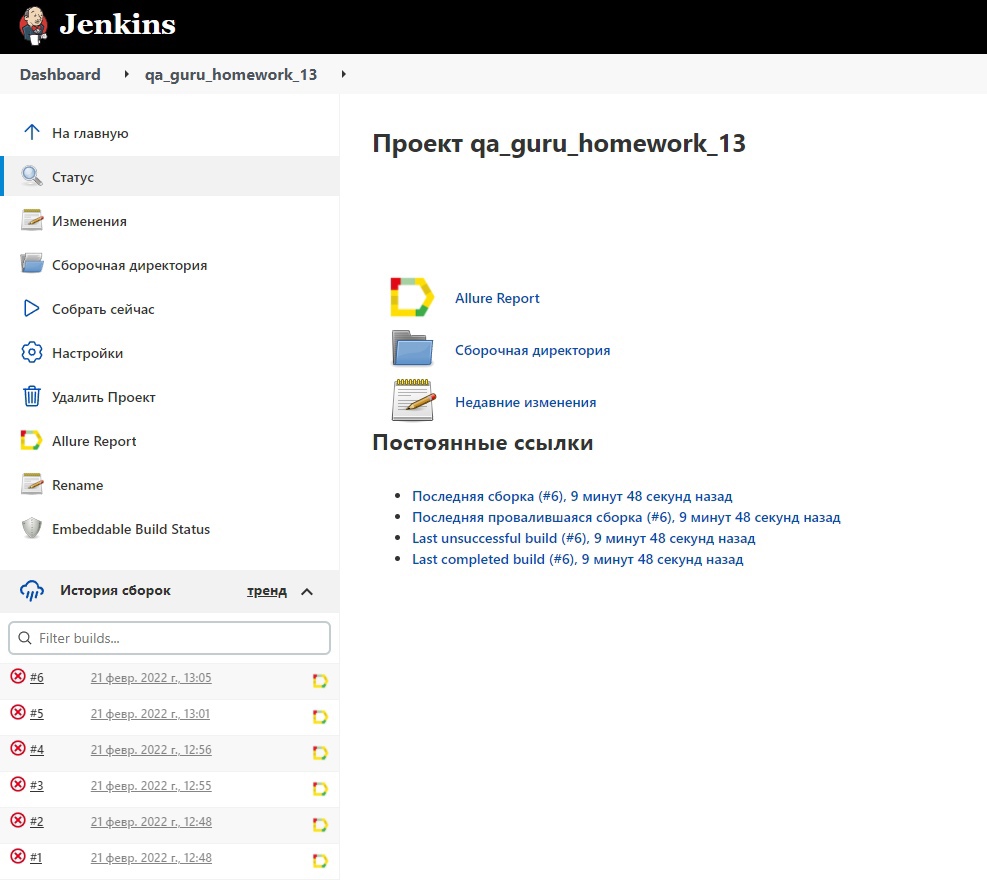 Jenkins
Dashboard
qa_guru_homework_13
На главную
Статус
Изменения
Сборочная директория
Собрать сейчас
Настройки
Удалить Проект
Allure Report
Rename
Embeddable Build Status
История сборок тренд
Filter builds...
#6 21 февр. 2022 г., 13:05
#5 21 февр. 2022 г., 13:01
#4 21 февр. 2022 г., 12:56
#3 21 февр. 2022 г., 12:55
#2 21 февр. 2022 г., 12:48
#1 21 февр. 2022 г., 12:48
Проект qa_guru_homework_13
Allure Report
Сборочная директория
Недавние изменения
Постоянные ссылки
Последняя сборка (#6), 9 минут 48 секунд назад
Последняя провалившаяся сборка (#6), 9 минут 48 секунд назад
Last unsuccessful build (#6), 9 минут 48 секунд назад
Last completed build (#6), 9 минут 48 секунд назад